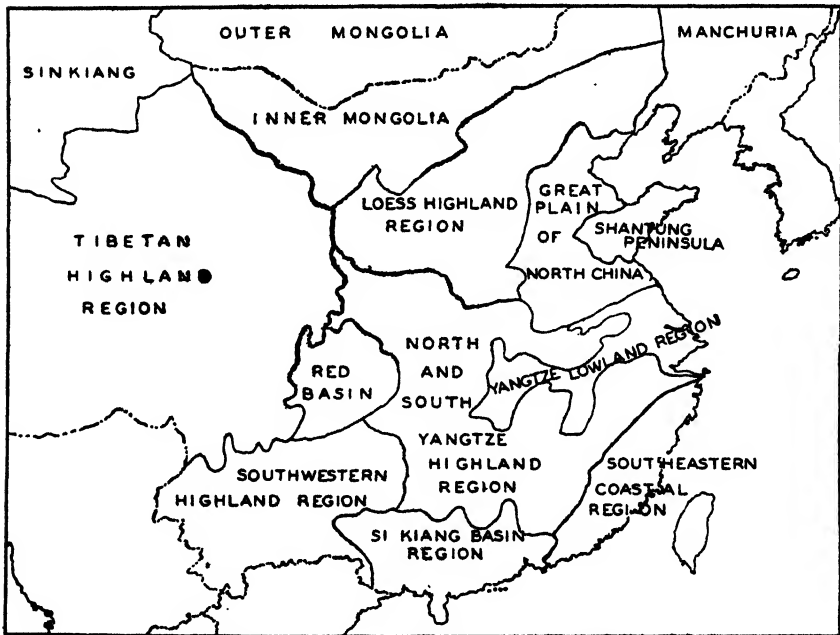 OUTER MONGOLIA
MANCHURIA
SINKIANG
INNER MONGOLIA
LOESS HIGHLAND
REGION
GREAT
PLAIN
OF
NORTH CHINA
SHANTUNG
PENINSULA
TIBETAN
HIGHLAND
REGION
RED
BASIN
NORTH
AND
SOUTH
YANGTZE
HIGHLAND
REGION
YANGTZE LOWLAND REGION
SOUTHWESTERN
HIGHLAND REGION
SOUTHEASTERN
COASTAL
REGION
SI KIANG BASIN
REGION